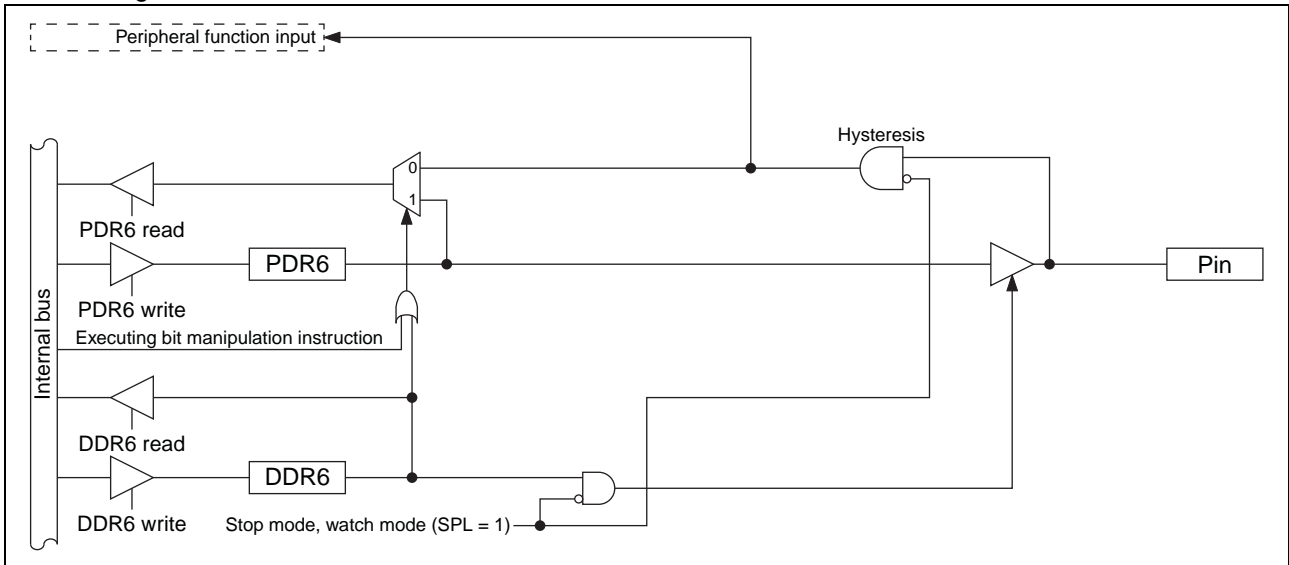 Peripheral function input
Hysteresis
0
1
PDR6 read
PDR6
Pin
PDR6 write
Executing bit manipulation instruction
Internal bus
DDR6 read
DDR6
DDR6 write
Stop mode, watch mode (SPL = 1)